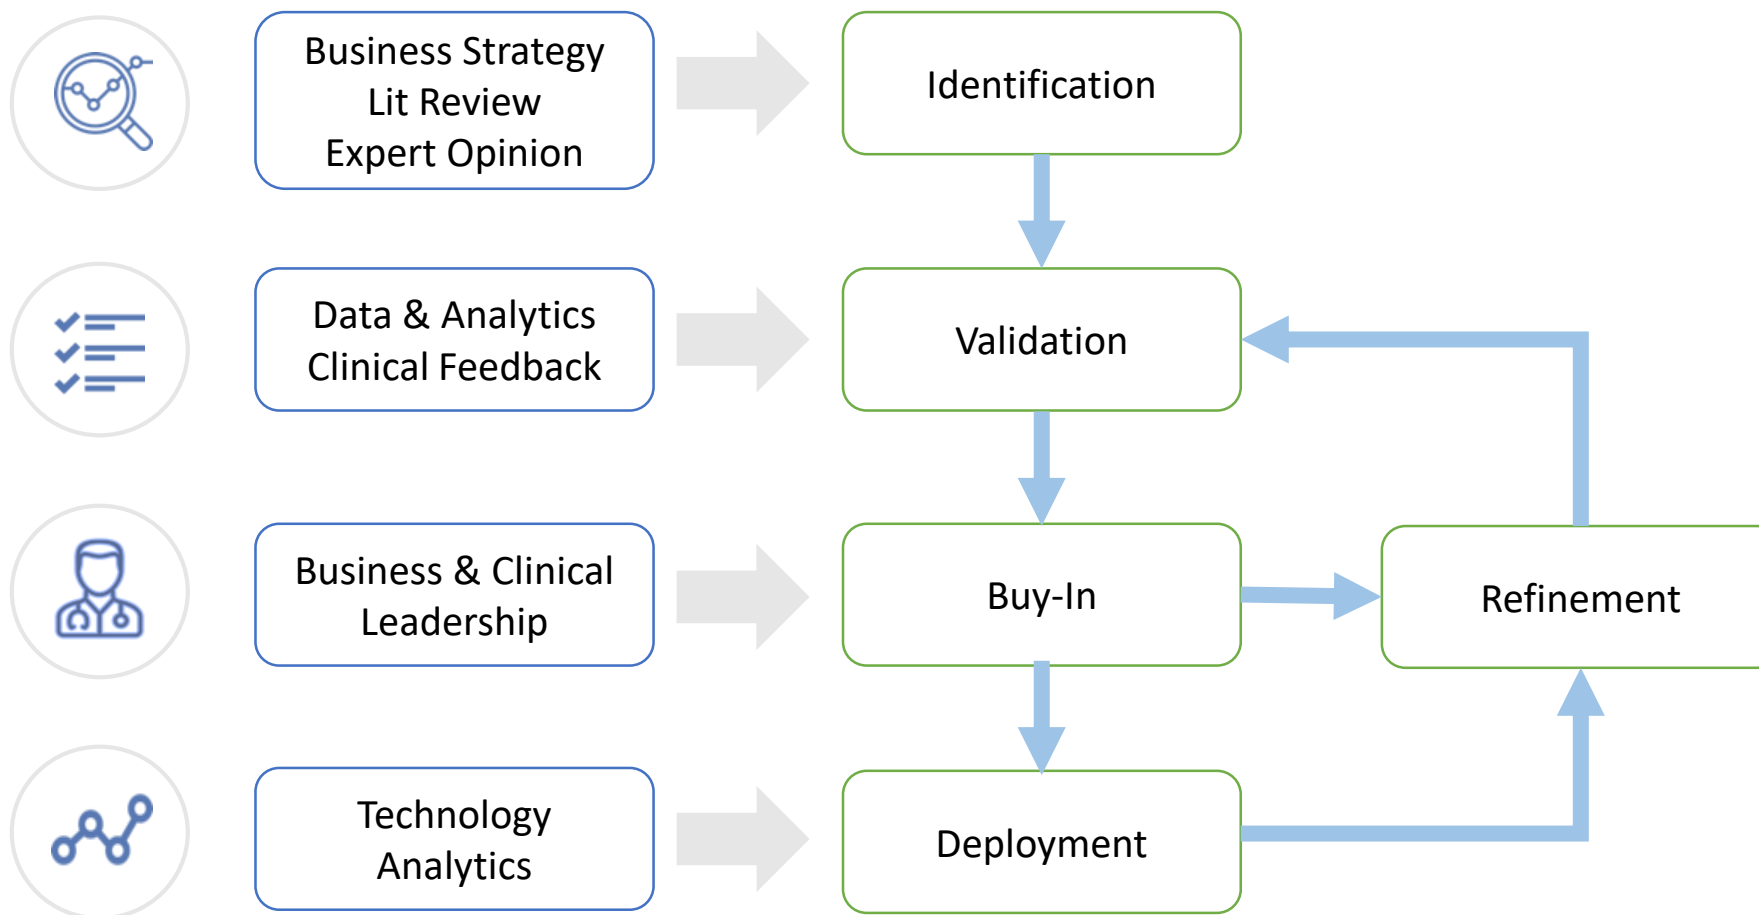 Business Strategy
Lit Review
Expert Opinion
Identification
Data & Analytics
Clinical Feedback
Validation
Business & Clinical
Leadership
Buy-In
Refinement
Technology
Analytics
Deployment